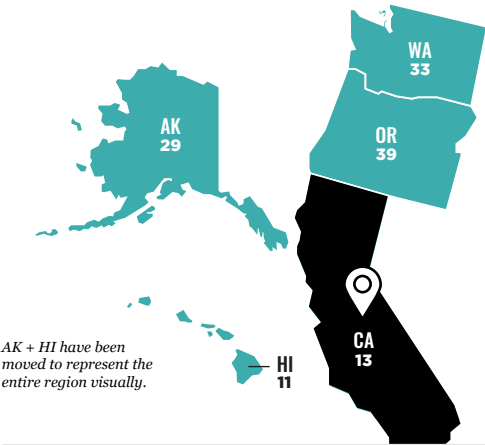 WA
33
AK
29
OR
39
CA
13
HI
11
AK + HI have been
moved to represent the
entire region visually.